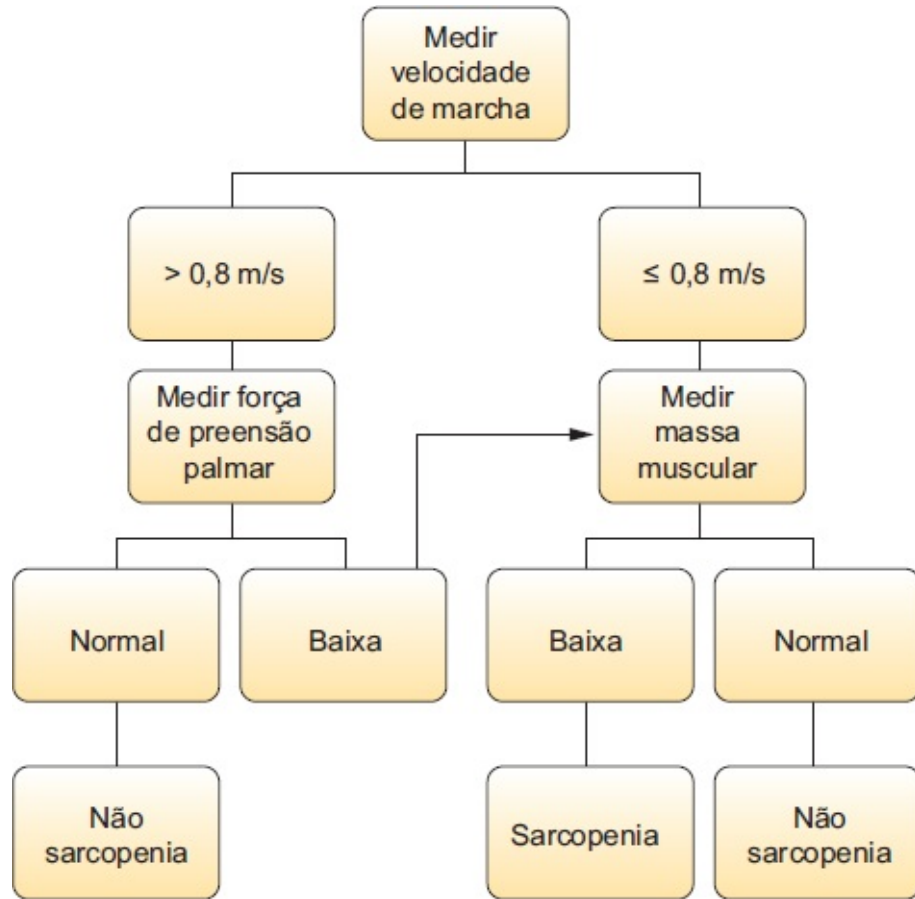 Medir
velocidade
de marcha
> 0,8 m/s
≤ 0,8 m/s
Medir força
de preensão
palmar
Medir
massa
muscular
Normal
Baixa
Baixa
Normal
Não
sarcopenia
Sarcopenia
Não
sarcopenia